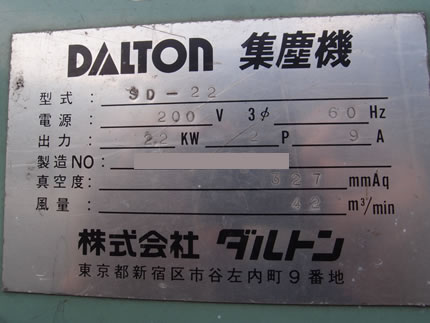 DALTON 集塵機
型式: SD-22
電源: 200 V 3φ 60 Hz
出力: 2.2 KW 2 P 9 A
製造NO:
真空度: 327 mmAq
風量: 42 m³/min
株式会社 ダルトン
東京都新宿区市谷左内町9番地